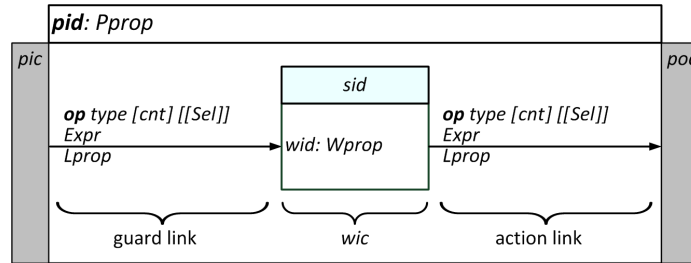 pid: Pprop
pic
poc
sid
op type [cnt] [[Sel]]
Expr
Lprop
wid: Wprop
op type [cnt] [[Sel]]
Expr
Lprop
guard link
wic
action link